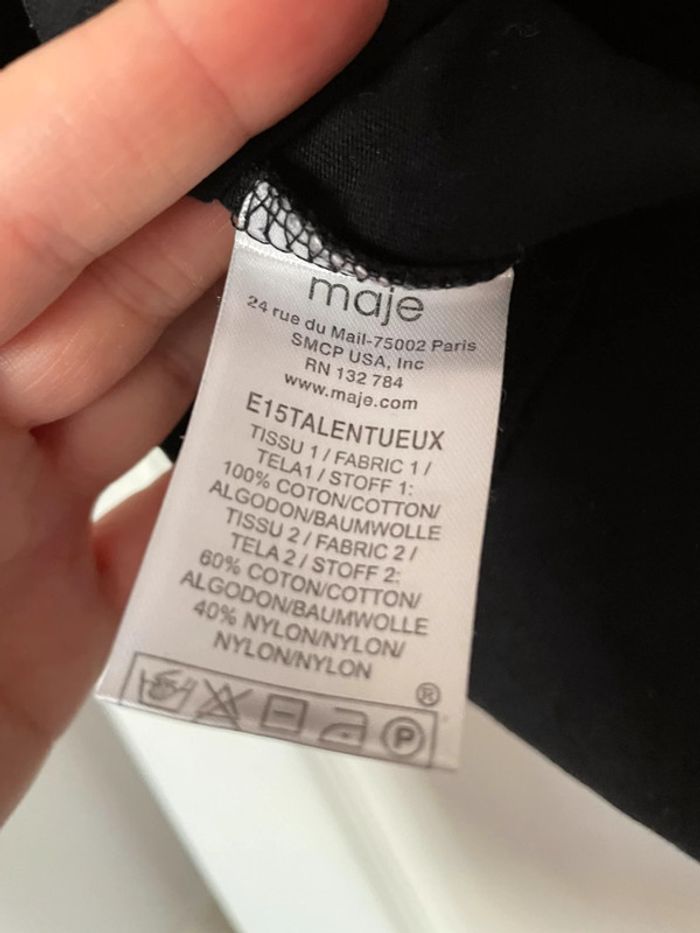 maje
24 rue du Mail-75002 Paris
SMCP USA, Inc
RN 132 784
www.maje.com
E15TALENTUEUX
TISSU 1 / FABRIC 1 /
TELA1 / STOFF 1:
100% COTON/COTTON/
ALGODON/BAUMWOLLE
TISSU 2 / FABRIC 2 /
TELA 2 / STOFF 2:
60% COTON/COTTON/
ALGODON/BAUMWOLLE
40% NYLON/NYLON/
NYLON/NYLON
®
P